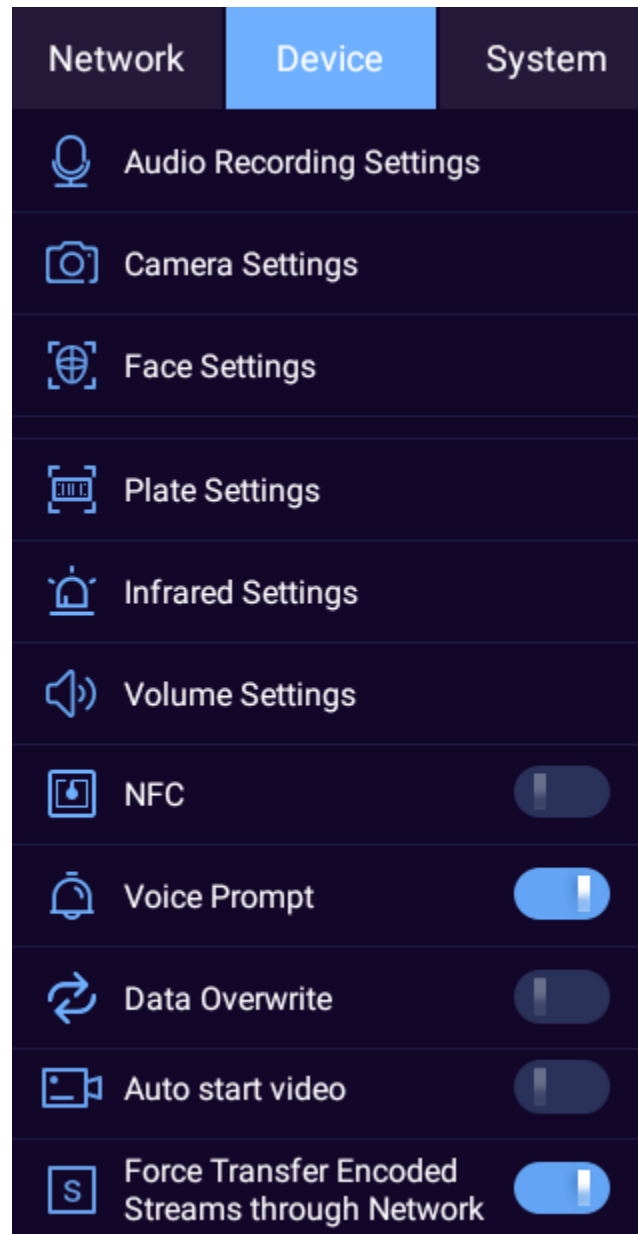 Network Device System
Audio Recording Settings
Camera Settings
Face Settings
Plate Settings
Infrared Settings
Volume Settings
NFC
Voice Prompt
Data Overwrite
Auto start video
S Force Transfer Encoded
Streams through Network